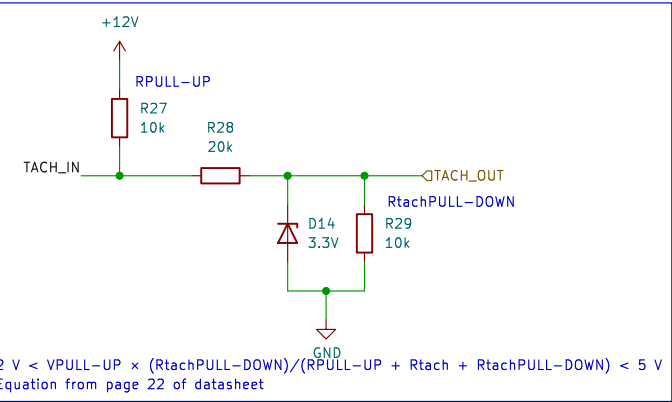 +12V
RPULL-UP
R27
10k
R28
20k
TACH_IN
TACH_OUT
RtachPULL-DOWN
D14
3.3V
R29
10k
GND
2 V < VPULL-UP × (RtachPULL-DOWN)/(RPULL-UP + Rtach + RtachPULL-DOWN) < 5 V
Equation from page 22 of datasheet